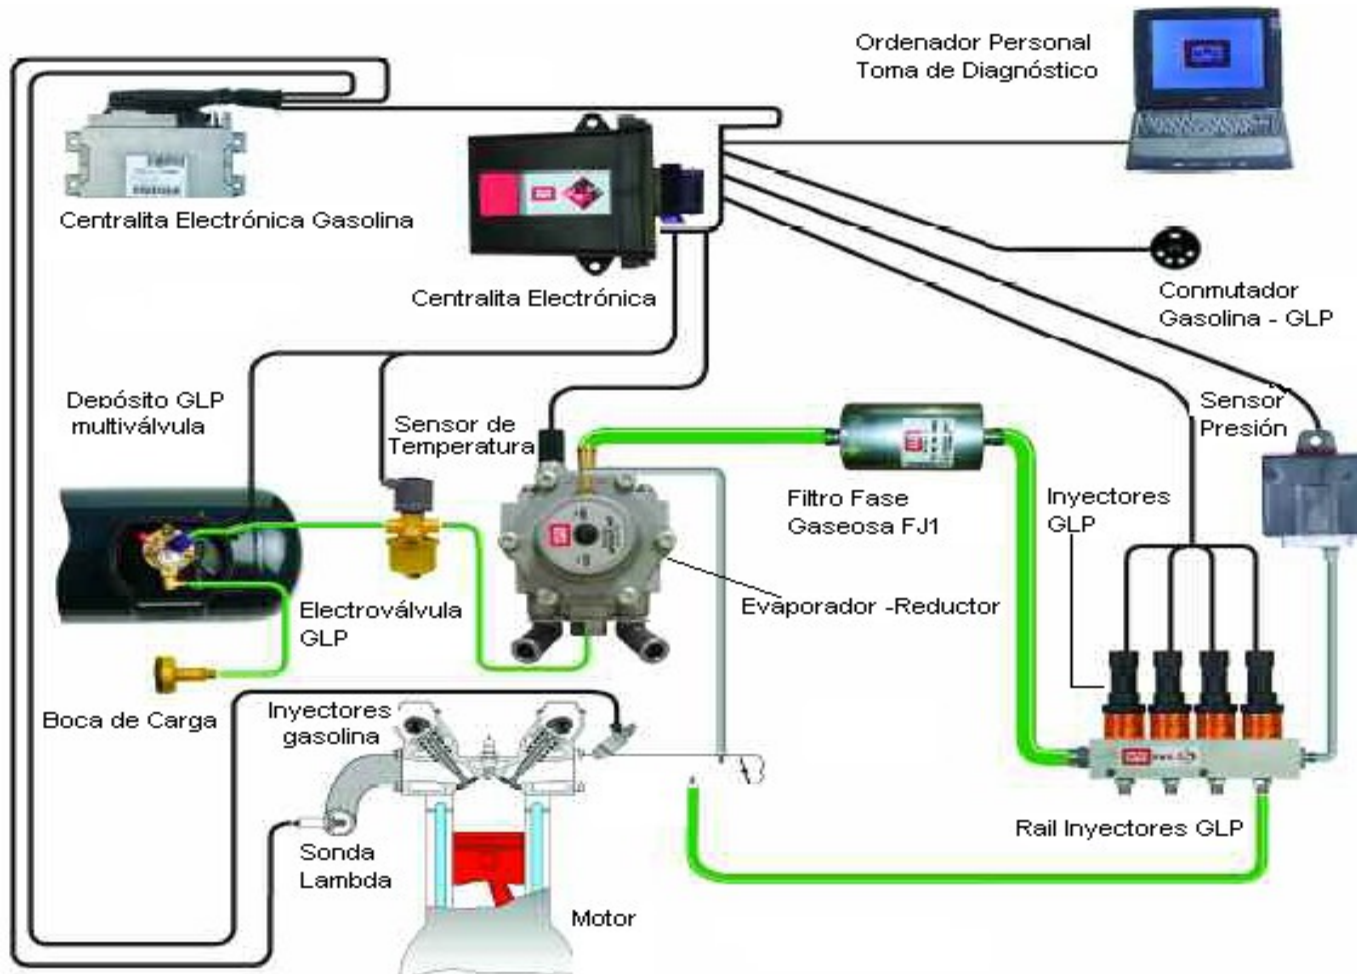 Ordenador Personal
Toma de Diagnóstico
Centralita Electrónica Gasolina
Centralita Electrónica
Conmutador
Gasolina - GLP
Depósito GLP
multiválvula
Sensor de
Temperatura
Sensor
Presión
Filtro Fase
Gaseosa FJ1
Inyectores
GLP
Electroválvula
GLP
Evaporador -Reductor
Boca de Carga
Inyectores
gasolina
Rail Inyectores GLP
Sonda
Lambda
Motor